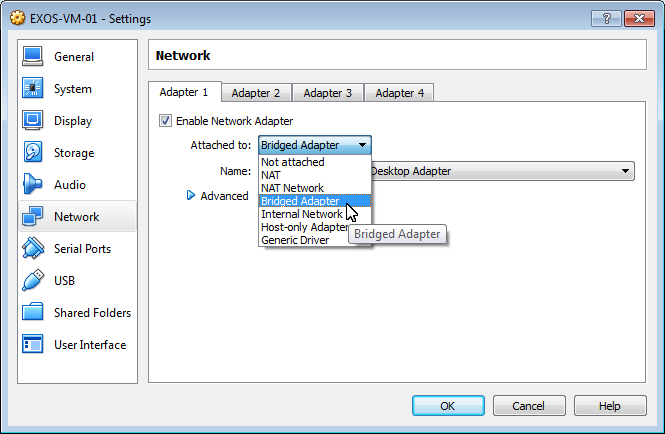 EXOS-VM-01 - Settings
General
System
Display
Storage
Audio
Network
Serial Ports
USB
Shared Folders
User Interface
Network
Adapter 1 Adapter 2 Adapter 3 Adapter 4
Enable Network Adapter
Attached to: Bridged Adapter
Not attached
NAT
NAT Network
Bridged Adapter
Internal Network
Host-only Adapter
Generic Driver
Name: Desktop Adapter
Advanced
Bridged Adapter
OK Cancel Help